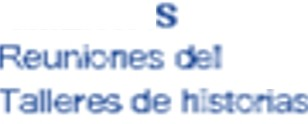 s
Reuniones del
Talleres de historias